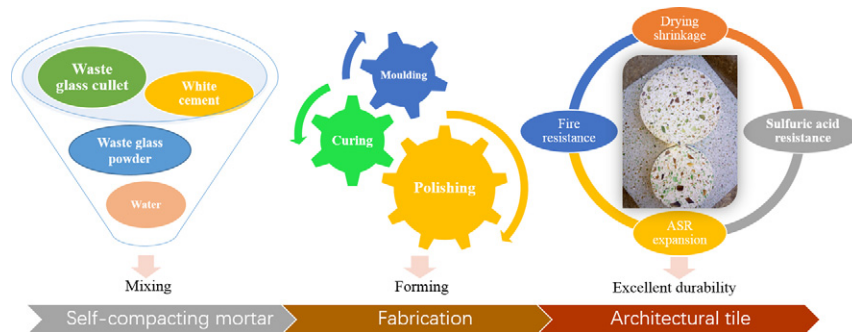 Waste
glass cullet
White
cement
Waste glass
powder
Water
Mixing
Self-compacting mortar
Moulding
Curing
Polishing
Forming
Fabrication
Drying
shrinkage
Fire
resistance
Sulfuric acid
resistance
ASR
expansion
Excellent durability
Architectural tile